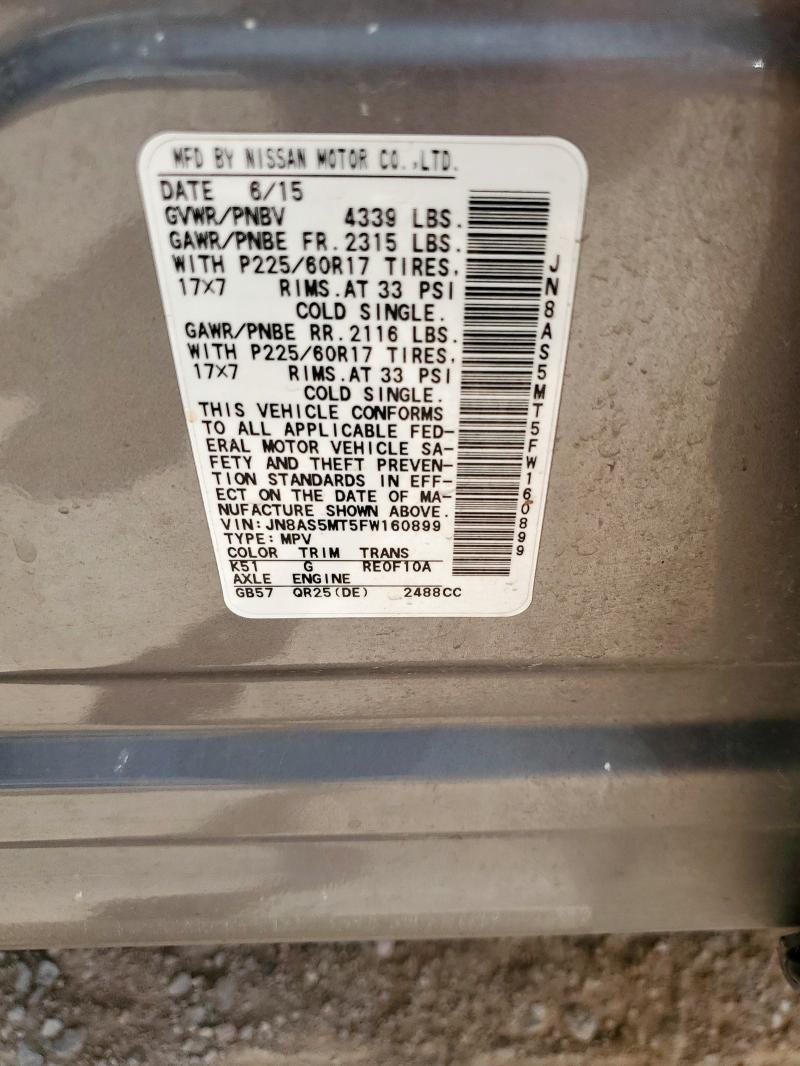 MFD BY NISSAN MOTOR CO.,LTD.
DATE 6/15
GVWR/PNBV 4339 LBS.
GAWR/PNBE FR.2315 LBS.
WITH P225/60R17 TIRES,
17X7 RIMS.AT 33 PSI
COLD SINGLE.
GAWR/PNBE RR.2116 LBS.
WITH P225/60R17 TIRES,
17X7 RIMS.AT 33 PSI
COLD SINGLE.
THIS VEHICLE CONFORMS
TO ALL APPLICABLE FED-
ERAL MOTOR VEHICLE SA-
FETY AND THEFT PREVEN-
TION STANDARDS IN EFF-
ECT ON THE DATE OF MA-
NUFACTURE SHOWN ABOVE.
VIN:JN8AS5MT5FW160899
TYPE:MPV
COLOR TRIM TRANS
K51 G RE0F10A
AXLE ENGINE
GB57 QR25(DE) 2488CC
JN8AS5MT5FW160899